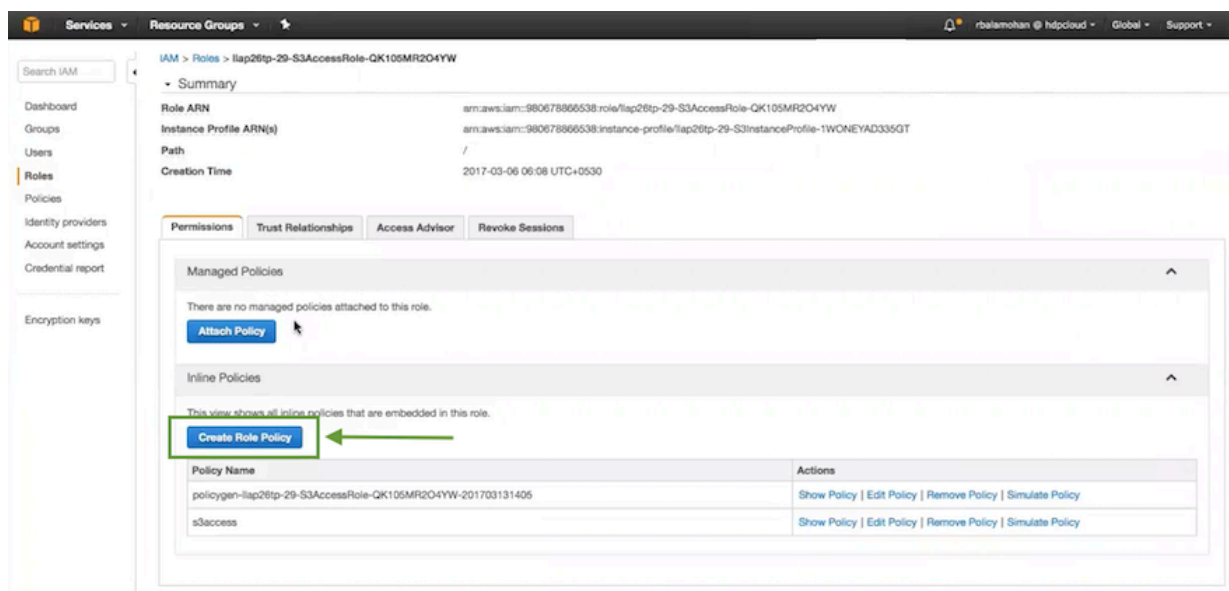 Services Resource Groups rbalamohan @ hdpcloud Global Support
Search IAM
Dashboard
Groups
Users
Roles
Policies
Identity providers
Account settings
Credential report
Encryption keys
IAM > Roles > llap26tp-29-S3AccessRole-QK105MR2O4YW
Summary
Role ARN arn:aws:iam::980678866538:role/llap26tp-29-S3AccessRole-QK105MR2O4YW
Instance Profile ARN(s) arn:aws:iam::980678866538:instance-profile/llap26tp-29-S3InstanceProfile-1WONEYAD335GT
Path /
Creation Time 2017-03-06 06:08 UTC+0530
Permissions Trust Relationships Access Advisor Revoke Sessions
Managed Policies
There are no managed policies attached to this role.
Attach Policy
Inline Policies
This view shows all inline policies that are embedded in this role.
Create Role Policy
Policy Name Actions
policygen-llap26tp-29-S3AccessRole-QK105MR2O4YW-201703131405 Show Policy | Edit Policy | Remove Policy | Simulate Policy
s3access Show Policy | Edit Policy | Remove Policy | Simulate Policy